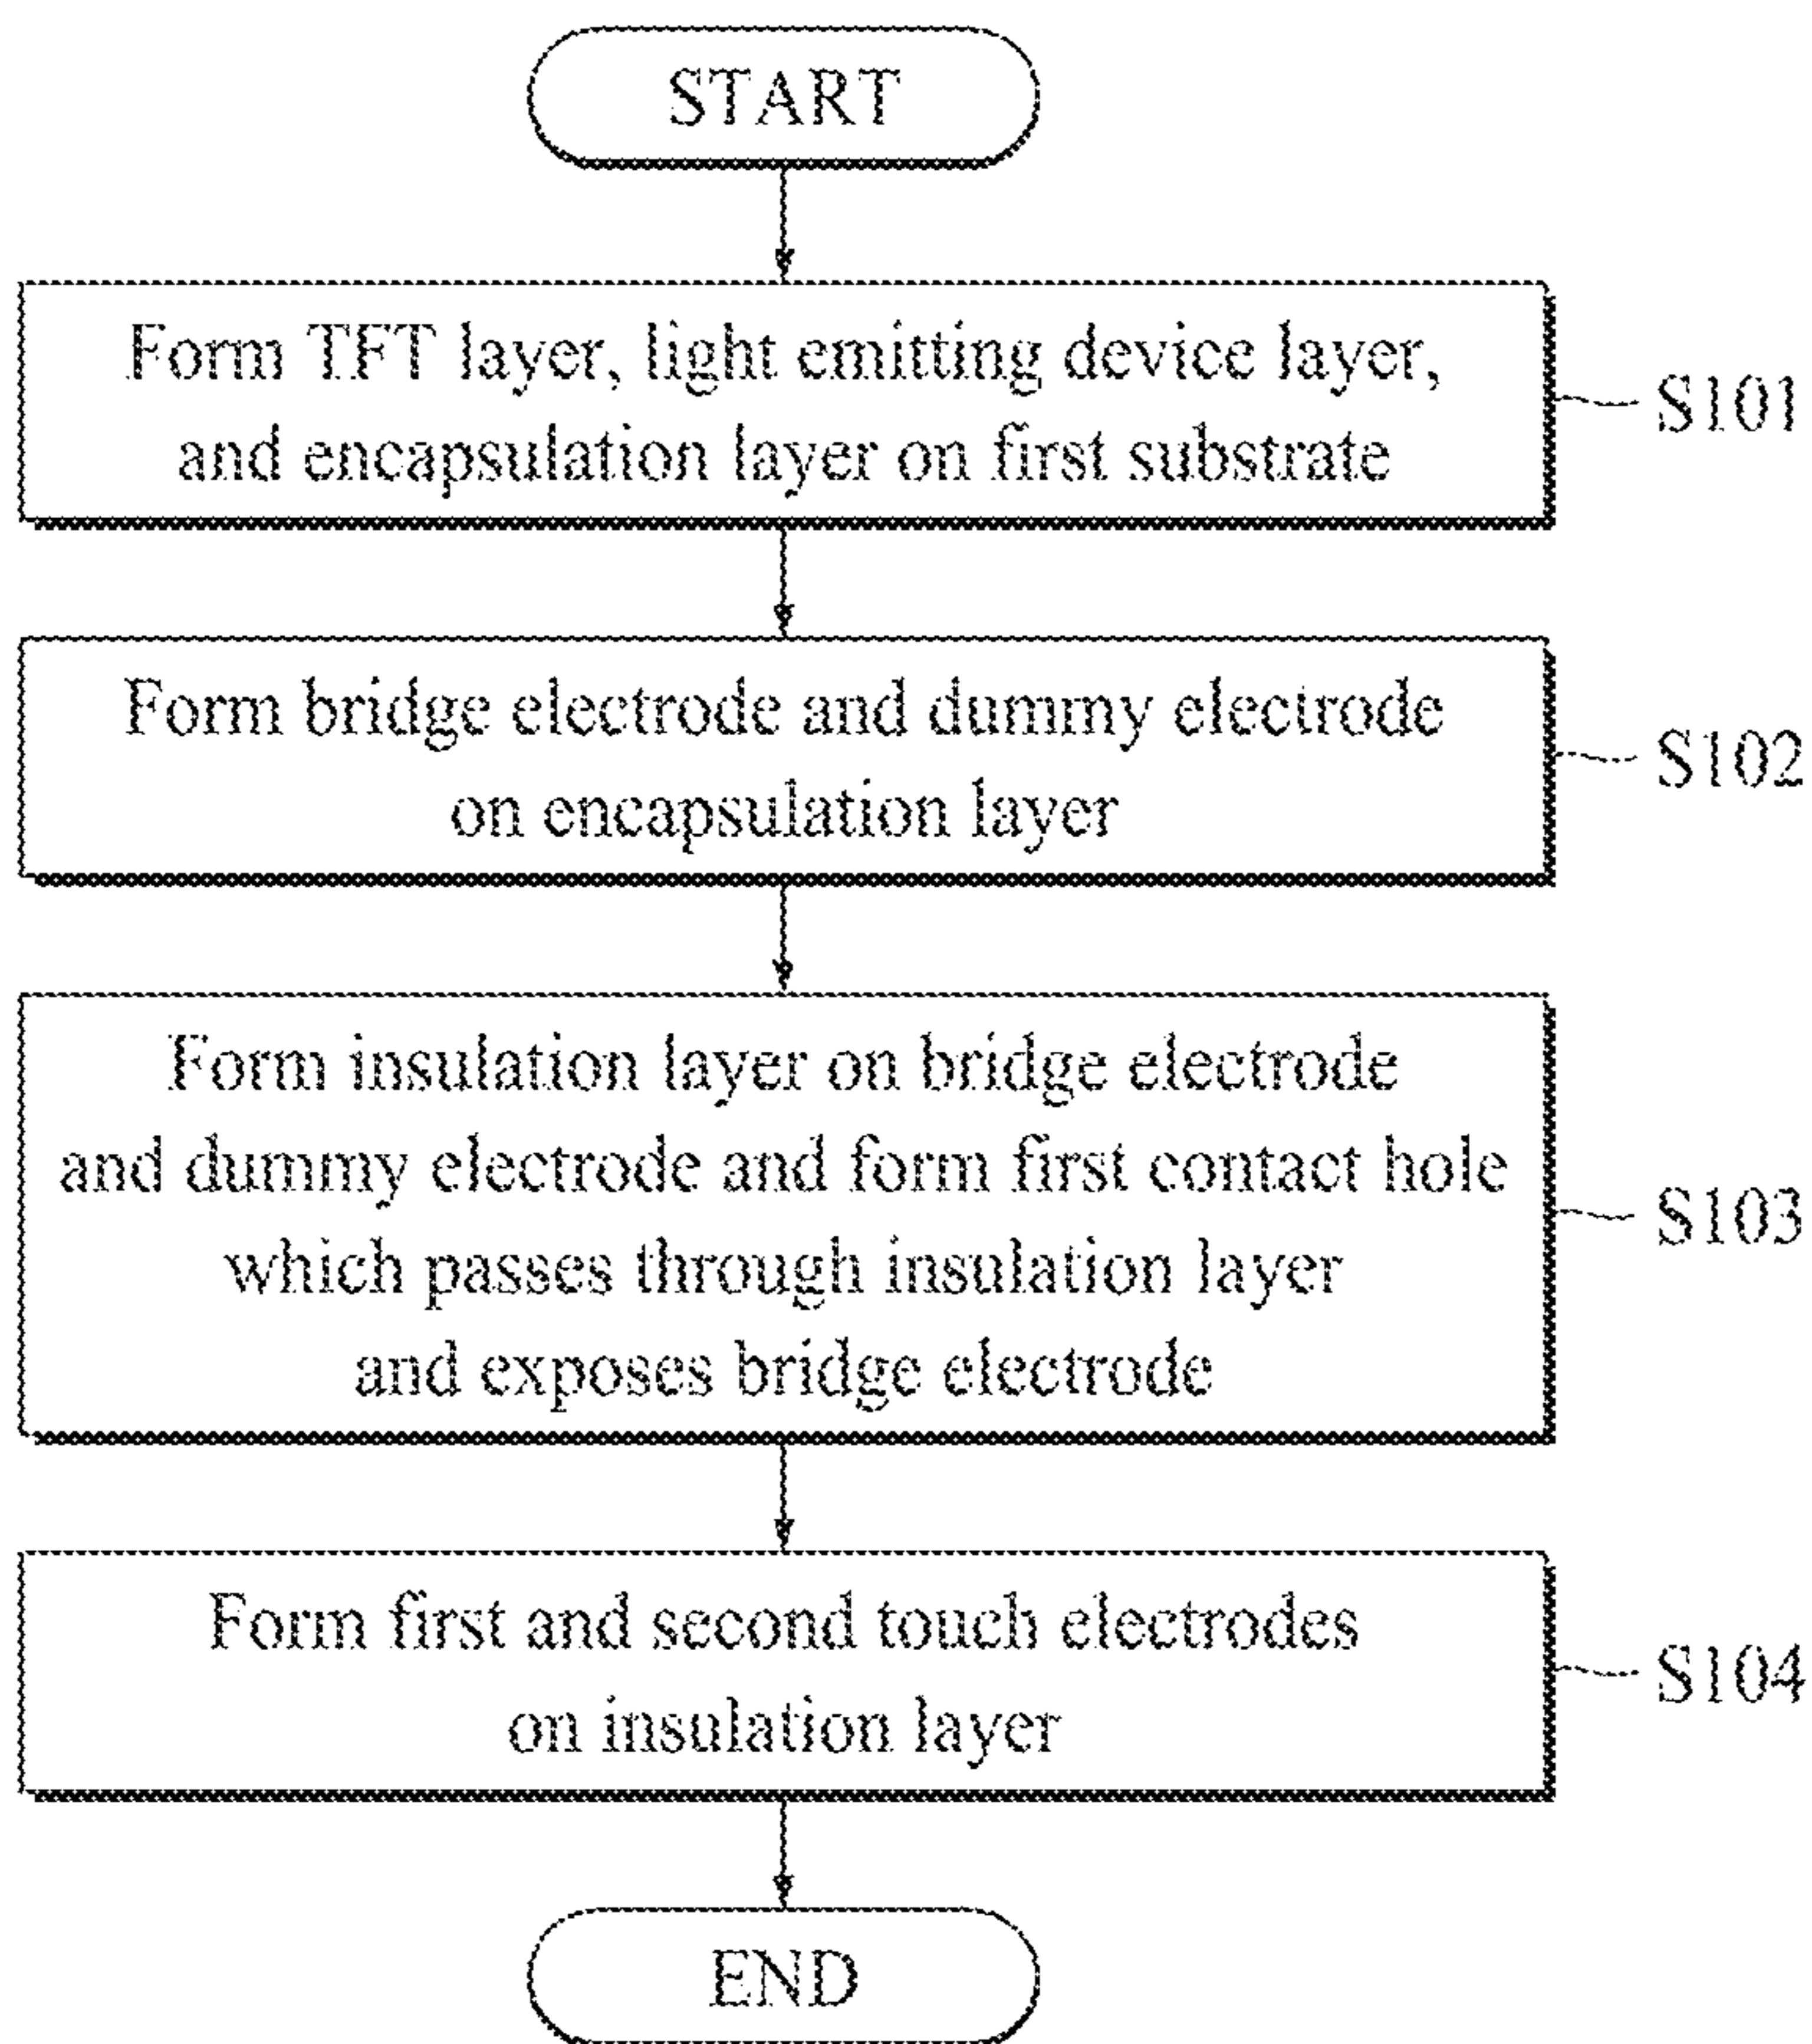 START
Form TFT layer, light emitting device layer,
and encapsulation layer on first substrate
S101
Form bridge electrode and dummy electrode
on encapsulation layer
S102
Form insulation layer on bridge electrode
and dummy electrode and form first contact hole
which passes through insulation layer
and exposes bridge electrode
S103
Form first and second touch electrodes
on insulation layer
S104
END